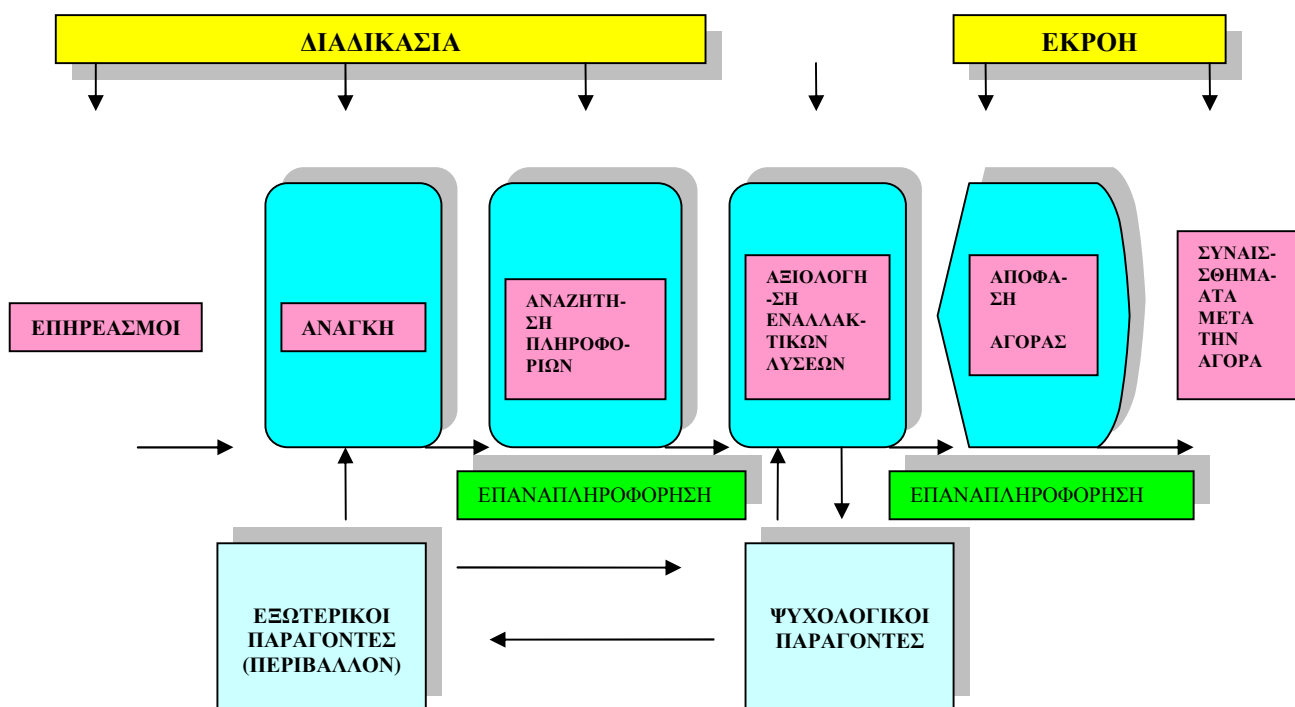 ΔΙΑΔΙΚΑΣΙΑ
ΕΚΡΟΗ
ΕΠΗΡΕΑΣΜΟΙ
ΑΝΑΓΚΗ
ΑΝΑΖΗΤΗ-
ΣΗ
ΠΛΗΡΟΦΟ-
ΡΙΩΝ
ΑΞΙΟΛΟΓΗ
-ΣΗ
ΕΝΑΛΛΑΚ-
ΤΙΚΩΝ
ΛΥΣΕΩΝ
ΑΠΟΦΑ-
ΣΗ
ΑΓΟΡΑΣ
ΣΥΝΑΙΣ-
ΣΘΗΜΑ-
ΑΤΑ
ΜΕΤΑ
ΤΗΝ
ΑΓΟΡΑ
ΕΠΑΝΑΠΛΗΡΟΦΟΡΗΣΗ
ΕΠΑΝΑΠΛΗΡΟΦΟΡΗΣΗ
ΕΞΩΤΕΡΙΚΟΙ
ΠΑΡΑΓΟΝΤΕΣ
(ΠΕΡΙΒΑΛΛΟΝ)
ΨΥΧΟΛΟΓΙΚΟΙ
ΠΑΡΑΓΟΝΤΕΣ